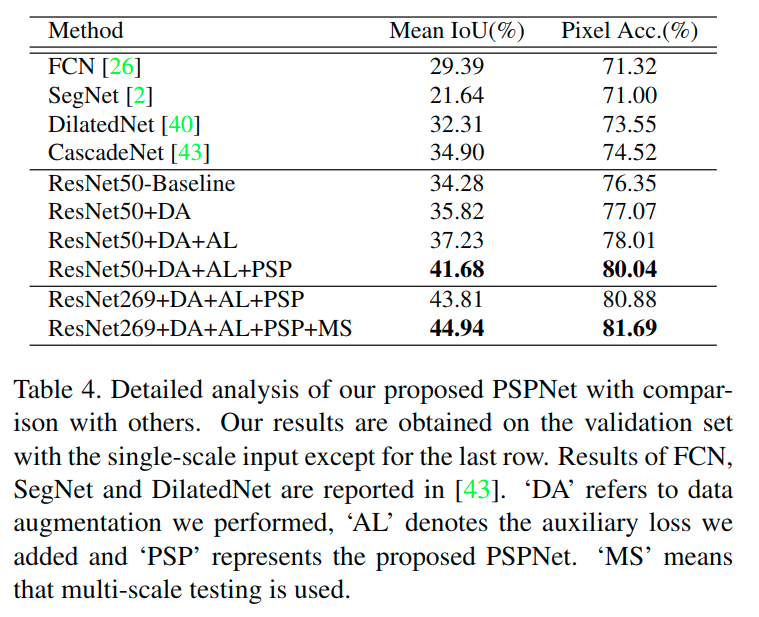 Method Mean IoU(%) Pixel Acc.(%)
FCN [26] 29.39 71.32
SegNet [2] 21.64 71.00
DilatedNet [40] 32.31 73.55
CascadeNet [43] 34.90 74.52
ResNet50-Baseline 34.28 76.35
ResNet50+DA 35.82 77.07
ResNet50+DA+AL 37.23 78.01
ResNet50+DA+AL+PSP 41.68 80.04
ResNet269+DA+AL+PSP 43.81 80.88
ResNet269+DA+AL+PSP+MS 44.94 81.69
Table 4. Detailed analysis of our proposed PSPNet with compar-
ison with others. Our results are obtained on the validation set
with the single-scale input except for the last row. Results of FCN,
SegNet and DilatedNet are reported in [43]. ‘DA’ refers to data
augmentation we performed, ‘AL’ denotes the auxiliary loss we
added and ‘PSP’ represents the proposed PSPNet. ‘MS’ means
that multi-scale testing is used.